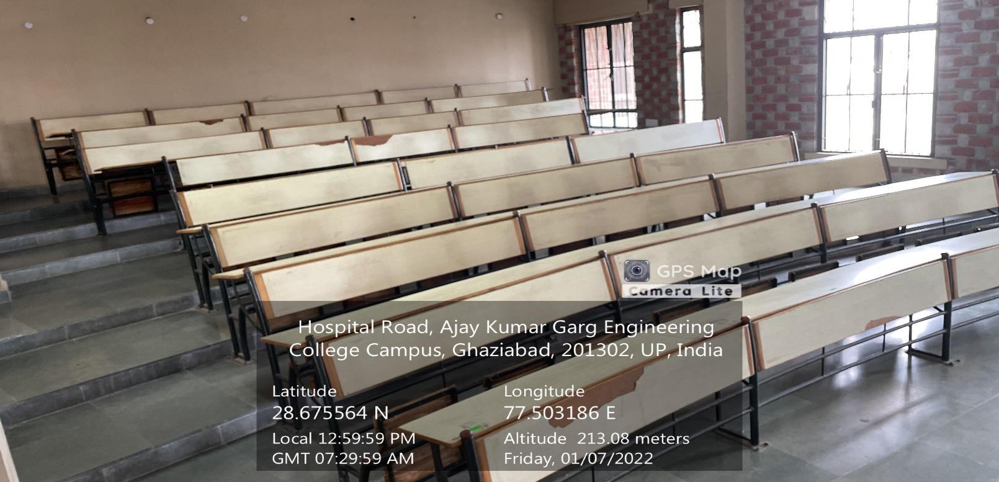 GPS Map
Camera Lite
Hospital Road, Ajay Kumar Garg Engineering
College Campus, Ghaziabad, 201302, UP, India
Latitude
28.675564 N
Longitude
77.503186 E
Local 12:59:59 PM
GMT 07:29:59 AM
Altitude 213.08 meters
Friday, 01/07/2022